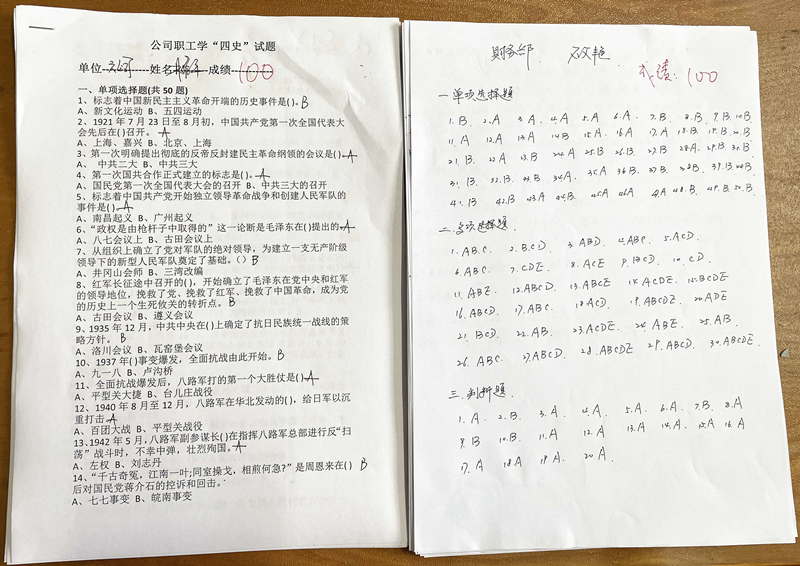 公司职工学“四史”试题
单位 姓名 成绩 100
一、单项选择题(共 50 题)
1、标志着中国新民主主义革命开端的历史事件是()。B
A、新文化运动 B、五四运动
2、1921 年 7 月 23 日至 8 月初，中国共产党第一次全国代表大
会先后在()召开。A
A、上海、嘉兴 B、北京、上海
3、第一次明确提出彻底的反帝反封建民主革命纲领的会议是()。A
A、 中共二大 B、中共三大
4、第一次国共合作正式建立的标志是()。A
A、国民党第一次全国代表大会的召开 B、中共三大的召开
5、标志着中国共产党开始独立领导革命战争和创建人民军队的
事件是()。A
A、南昌起义 B、广州起义
6、“政权是由枪杆子中取得的”这一论断是毛泽东在()提出的。A
A、八七会议上 B、古田会议上
7、从组织上确立了党对军队的绝对领导，为建立一支无产阶级
领导下的新型人民军队奠定了基础。() B
A、井冈山会师 B、三湾改编
8、红军长征途中召开的()，开始确立了毛泽东在党中央和红军
的领导地位，挽救了党、挽救了红军、挽救了中国革命，成为党
的历史上一个生死攸关的转折点。B
A、古田会议 B、遵义会议
9、1935 年 12 月，中共中央在()上确定了抗日民族统一战线的策
略方针。B
A、洛川会议 B、瓦窑堡会议
10、1937 年()事变爆发，全面抗战由此开始。B
A、九一八 B、卢沟桥
11、全面抗战爆发后，八路军打的第一个大胜仗是()。A
A、平型关大捷 B、台儿庄战役
12、1940 年 8 月至 12 月，八路军在华北发动的()，给日军以沉
重打击。A
A、百团大战 B、平型关战役
13、1942 年 5 月,八路军副参谋长()在指挥八路军总部进行反“扫
荡”战斗时，不幸中弹，壮烈殉国。A
A、左权 B、刘志丹
14、“千古奇冤，江南一叶;同室操戈，相煎何急?”是周恩来在() B
后对国民党蒋介石的控诉和回击。
A、七七事变 B、皖南事变
财务部
成绩: 100
一.单项选择题
1. B 2. A 3. A 4. A 5. A 6. A 7. B 8. B 9. B 10. B
11. A 12. A 13. A 14. B 15. A 16. A 17. A 18. B 19. B 20. B
21. B 22. A 23. B 24. A 25. B 26. B 27. B 28. A 29. B 30. B
31. B 32. B 33. B 34. A 35. A 36. B 37. B 38. B 39. B 40. B
41. B 42. B 43. A 44. B 45. A 46. A A 48. B 49. B 50. B
二.多项选择题.
1. ABC 2. BCD 3. ABD 4. ABC 5. ACD
6. ABC 7. CDE 8. ACE 9. BCD 10. CD
11. ABE 12. ABCD 13. ABCE 14. ACDE 15. BCDE
16. ABCD 17. ABC 18. ACD 19. ABCDE 20. ADE
21. BCD 22. AB 23. ACDE 24. ABE 25. AB
26. ABC 27. ABCD 28. ABCDE 29. ABCD 30. ABCDE
三.判断题
1. A 2. B 3. A 4. A 5. A 6. A 7. B 8. A
9. B 10. B 11. A 12. A 13. A 14. A 15. A 16. A
17. A 18. A 19. A 20. A